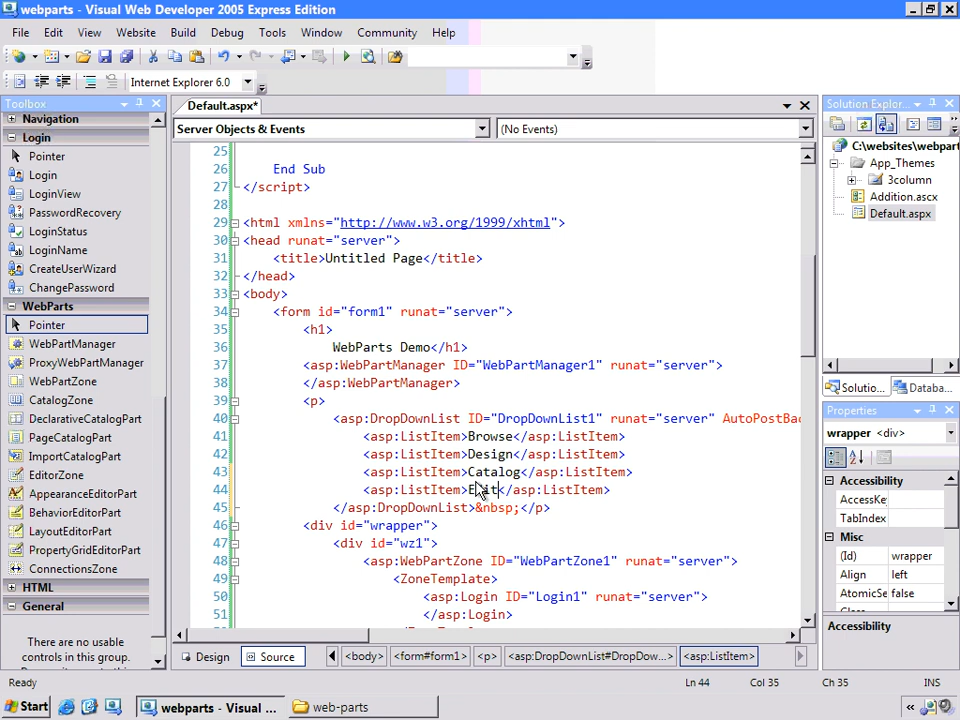 webparts - Visual Web Developer 2005 Express Edition
File Edit View Website Build Debug Tools Window Community Help
Internet Explorer 6.0
Toolbox
Navigation
Login
Pointer
Login
LoginView
PasswordRecovery
LoginStatus
LoginName
CreateUserWizard
ChangePassword
WebParts
Pointer
WebPartManager
ProxyWebPartManager
WebPartZone
CatalogZone
DeclarativeCatalogPart
PageCatalogPart
ImportCatalogPart
EditorZone
AppearanceEditorPart
BehaviorEditorPart
LayoutEditorPart
PropertyGridEditorPart
ConnectionsZone
HTML
General
There are no usable
controls in this group.
Default.aspx*
Server Objects & Events (No Events)
25
26 End Sub
27 </script>
28
29 <html xmlns="http://www.w3.org/1999/xhtml">
30 <head runat="server">
31 <title>Untitled Page</title>
32 </head>
33 <body>
34 <form id="form1" runat="server">
35 <h1>
36 WebParts Demo</h1>
37 <asp:WebPartManager ID="WebPartManager1" runat="server">
38 </asp:WebPartManager>
39 <p>
40 <asp:DropDownList ID="DropDownList1" runat="server" AutoPostBa
41 <asp:ListItem>Browse</asp:ListItem>
42 <asp:ListItem>Design</asp:ListItem>
43 <asp:ListItem>Catalog</asp:ListItem>
44 <asp:ListItem>Edit</asp:ListItem>
45 </asp:DropDownList>&nbsp;</p>
46 <div id="wrapper">
47 <div id="wz1">
48 <asp:WebPartZone ID="WebPartZone1" runat="server">
49 <ZoneTemplate>
50 <asp:Login ID="Login1" runat="server">
51 </asp:Login>
Design Source <body> <form#form1> <p> <asp:DropDownList#DropDow...> <asp:ListItem>
Solution Explor...
C:\websites\webpart
App_Themes
3column
Addition.ascx
Default.aspx
Solutio... Databa...
Properties
wrapper <div>
Accessibility
AccessKe
TabIndex
Misc
(Id) wrapper
Align left
AtomicSe false
Accessibility
Ready Ln 44 Col 35 Ch 35 INS
Start webparts - Visual ... web-parts